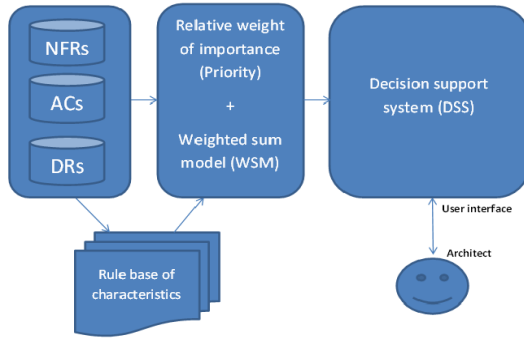 NFRs
ACs
DRs
Relative weight
of importance
(Priority)
+
Weighted sum
model (WSM)
Decision support
system (DSS)
User interface
Architect
Rule base of
characteristics